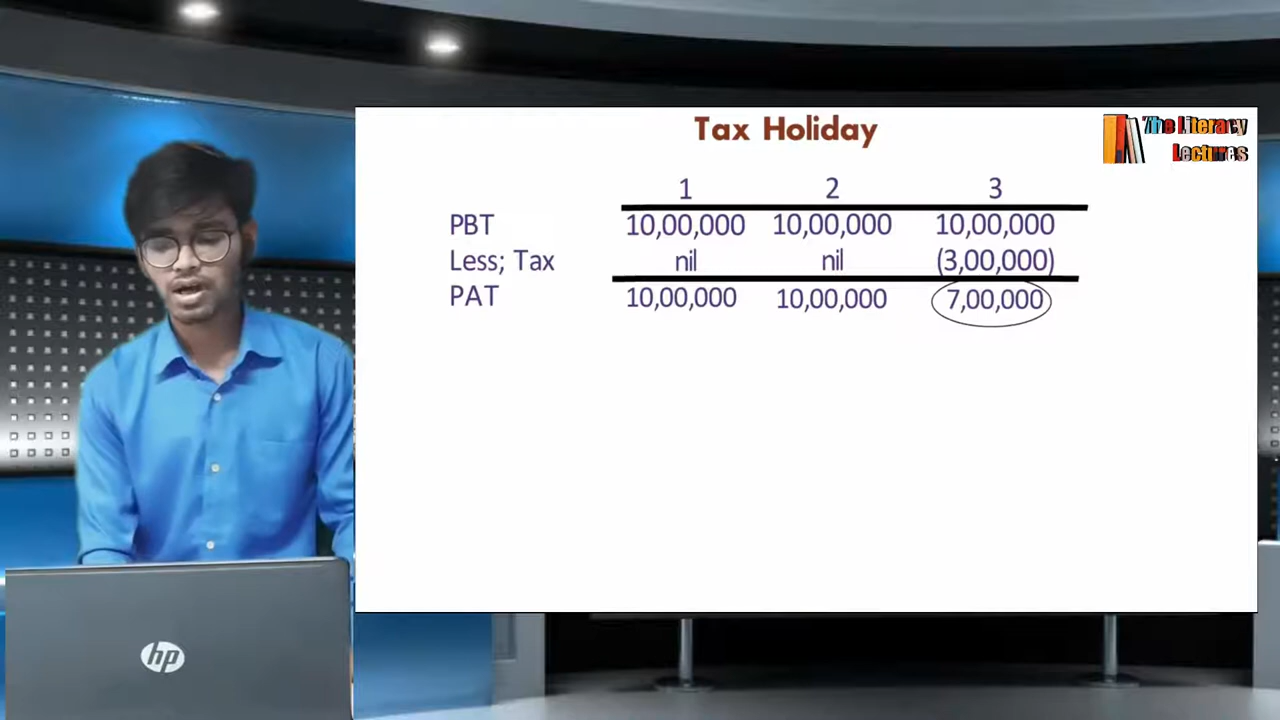 Tax Holiday
The Literacy
Lectures
1 2 3
PBT 10,00,000 10,00,000 10,00,000
Less; Tax nil nil (3,00,000)
PAT 10,00,000 10,00,000 7,00,000
hp